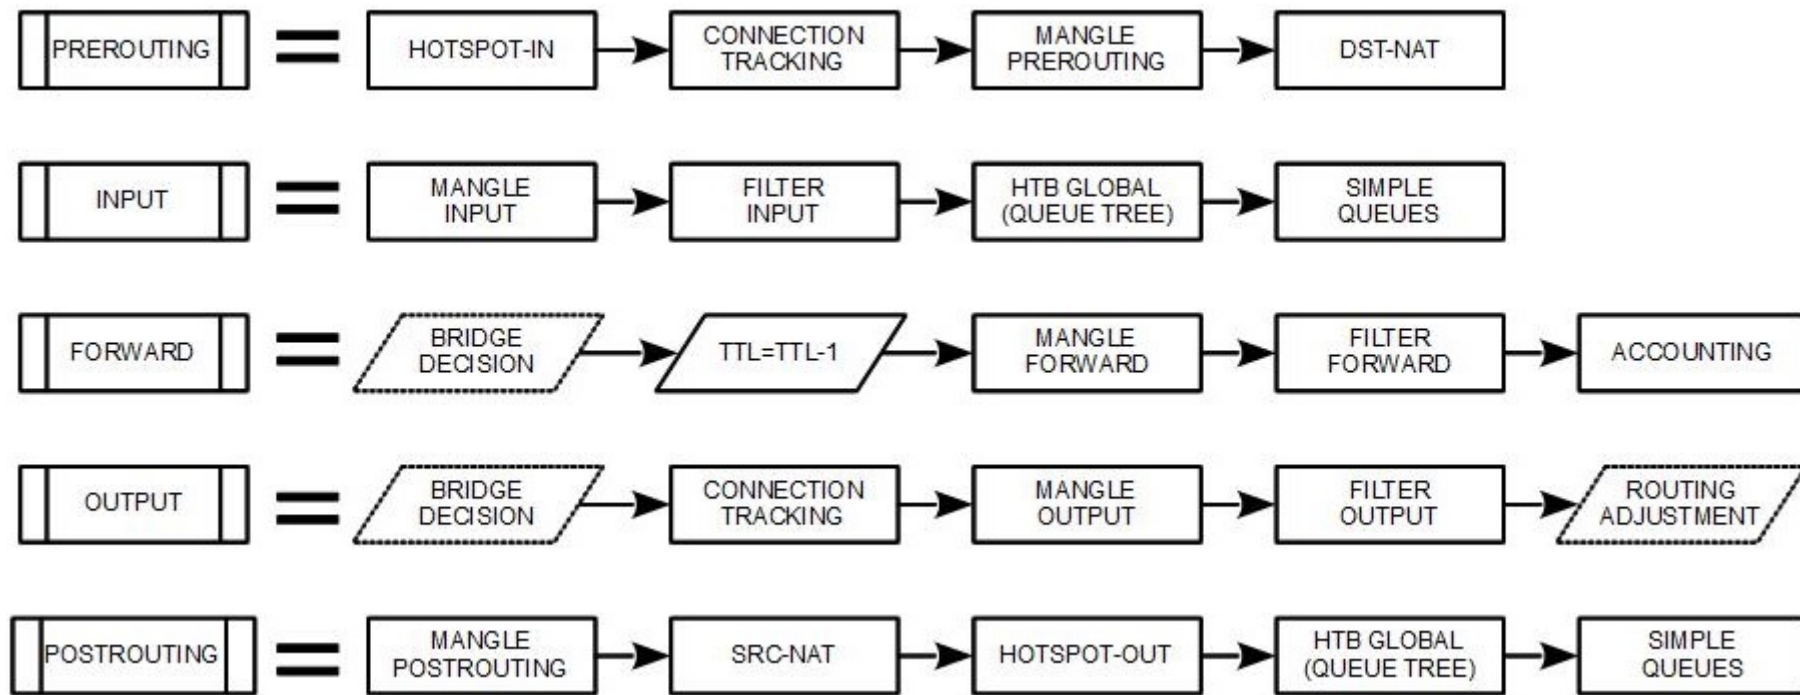 PREROUTING
HOTSPOT-IN
CONNECTION
TRACKING
MANGLE
PREROUTING
DST-NAT
INPUT
MANGLE
INPUT
FILTER
INPUT
HTB GLOBAL
(QUEUE TREE)
SIMPLE
QUEUES
FORWARD
BRIDGE
DECISION
TTL=TTL-1
MANGLE
FORWARD
FILTER
FORWARD
ACCOUNTING
OUTPUT
BRIDGE
DECISION
CONNECTION
TRACKING
MANGLE
OUTPUT
FILTER
OUTPUT
ROUTING
ADJUSTMENT
POSTROUTING
MANGLE
POSTROUTING
SRC-NAT
HOTSPOT-OUT
HTB GLOBAL
(QUEUE TREE)
SIMPLE
QUEUES